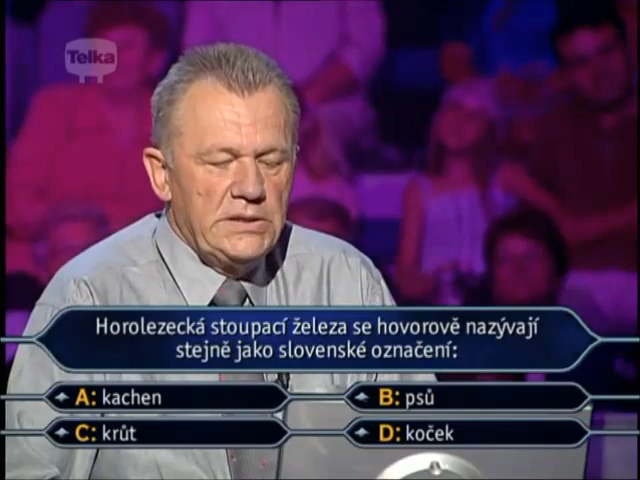 Telka
Horolezecká stoupací železa se hovorově nazývají
stejně jako slovenské označení:
A: kachen
B: psů
C: krůt
D: koček